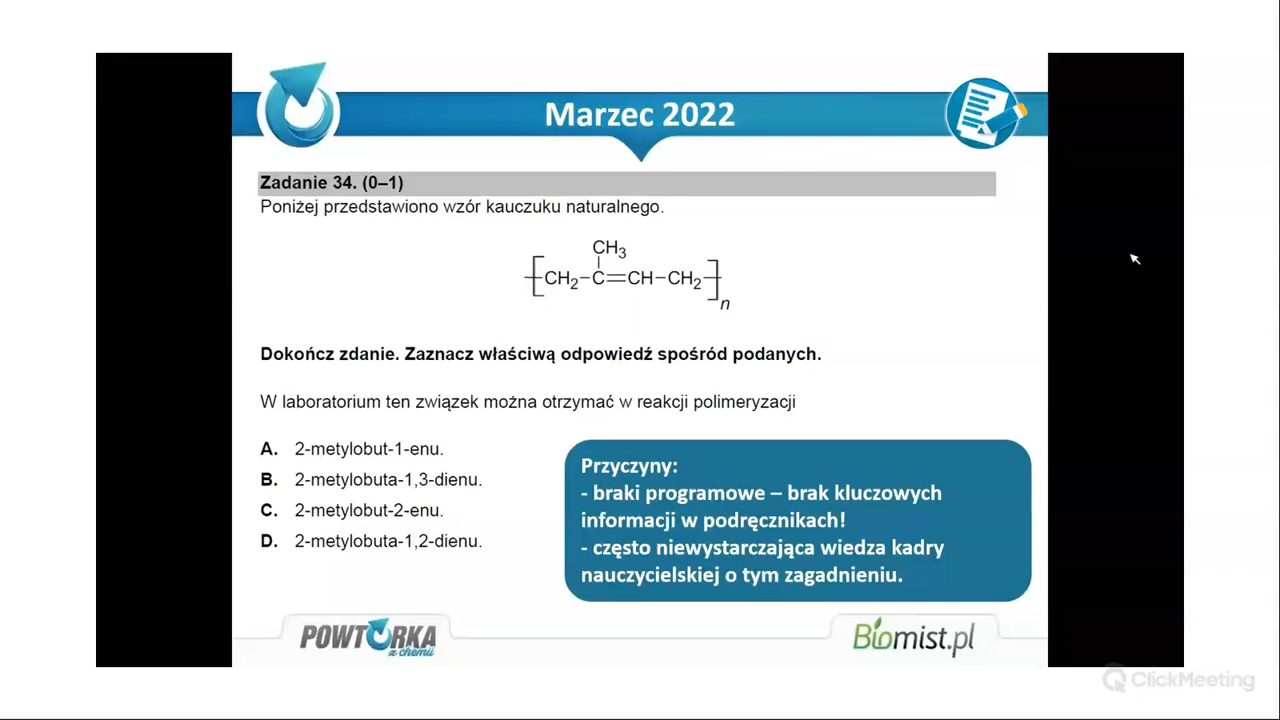 Marzec 2022
Zadanie 34. (0–1)
Poniżej przedstawiono wzór kauczuku naturalnego.
CH3
CH2–C=CH–CH2
n
Dokończ zdanie. Zaznacz właściwą odpowiedź spośród podanych.
W laboratorium ten związek można otrzymać w reakcji polimeryzacji
A. 2-metylobut-1-enu.
B. 2-metylobuta-1,3-dienu.
C. 2-metylobut-2-enu.
D. 2-metylobuta-1,2-dienu.
Przyczyny:
- braki programowe – brak kluczowych
informacji w podręcznikach!
- często niewystarczająca wiedza kadry
nauczycielskiej o tym zagadnieniu.
POWTÓRKA
z chemii
Biomist.pl
ClickMeeting